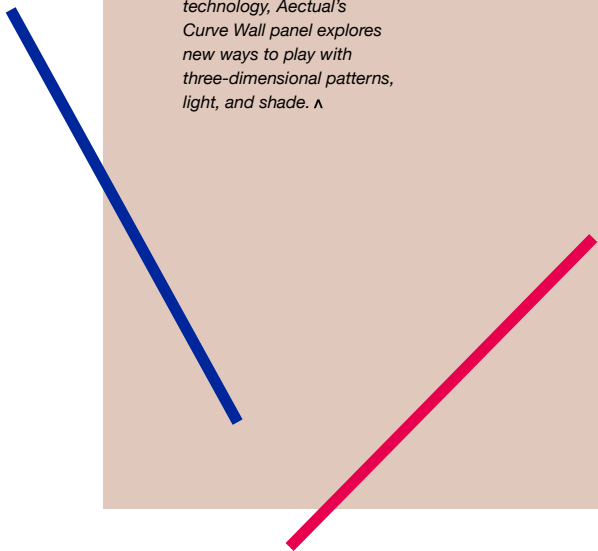 technology, Aectual's
Curve Wall panel explores
new ways to play with
three-dimensional patterns,
light, and shade. ʌ